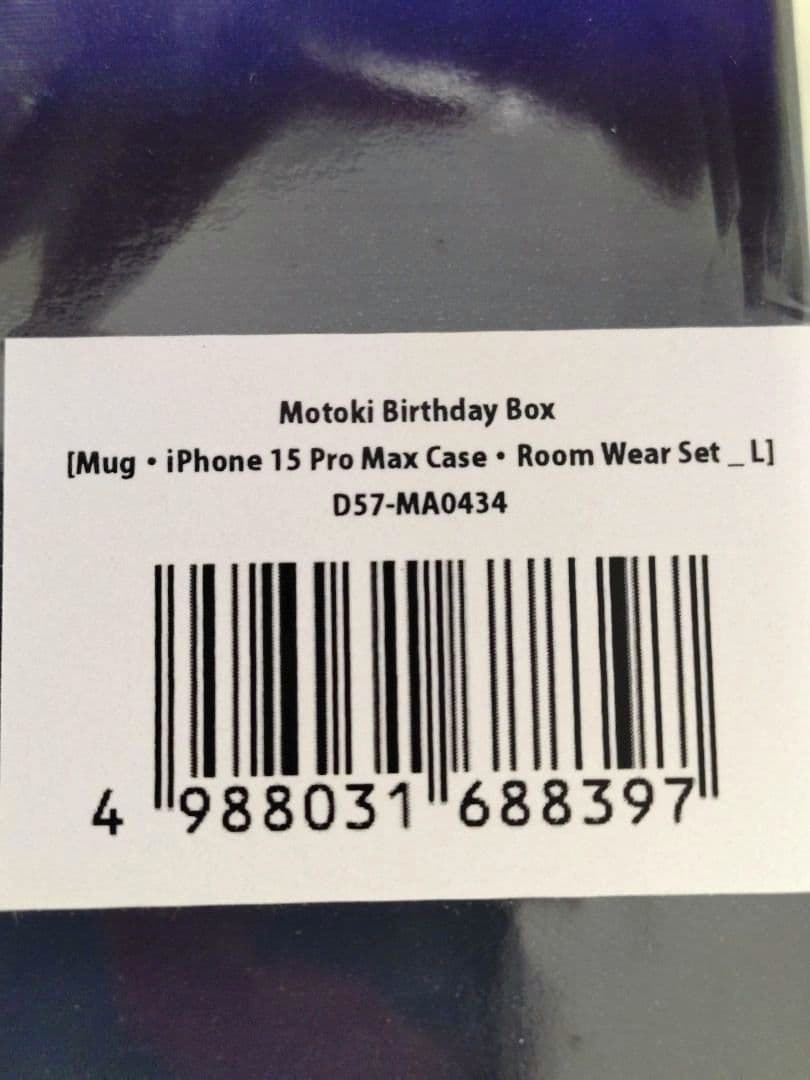 Motoki Birthday Box
[Mug・iPhone 15 Pro Max Case・Room Wear Set _ L]
D57-MA0434
4 988031 688397